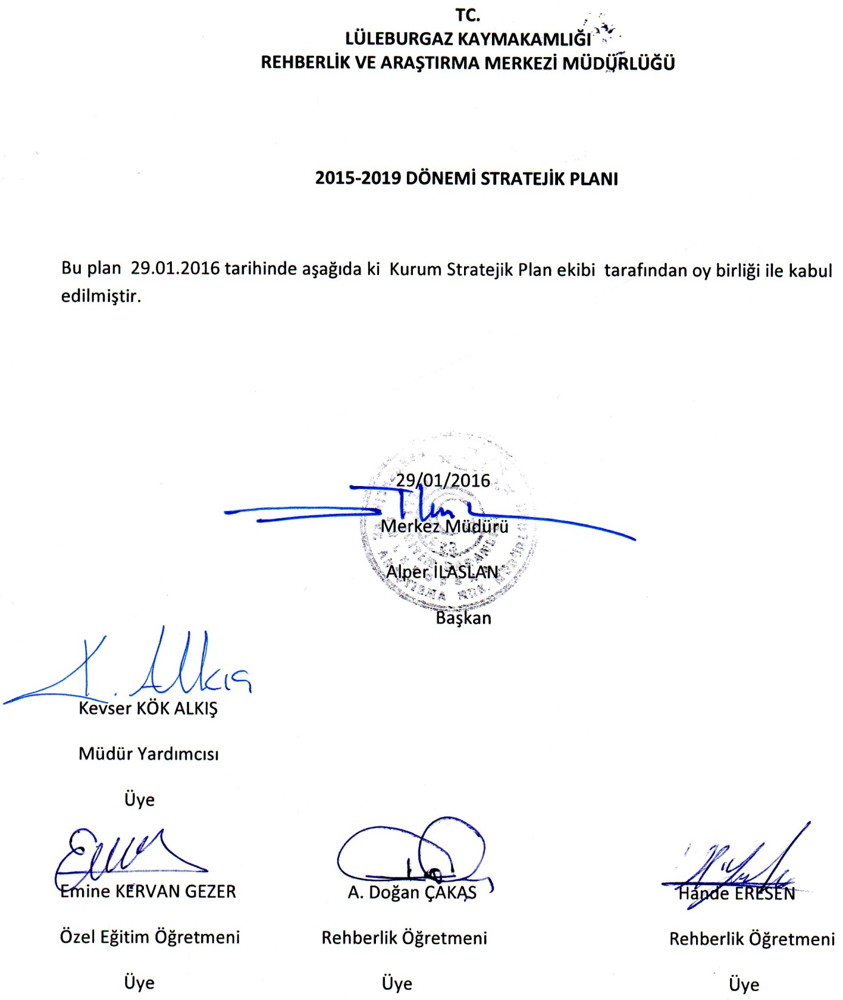 TC.
LÜLEBURGAZ KAYMAKAMLIĞI
REHBERLİK VE ARAŞTIRMA MERKEZİ MÜDÜRLÜĞÜ
2015-2019 DÖNEMİ STRATEJİK PLANI
Bu plan 29.01.2016 tarihinde aşağıda ki Kurum Stratejik Plan ekibi tarafından oy birliği ile kabul
edilmiştir.
29/01/2016
Merkez Müdürü
Alper İLASLAN
Başkan
K. Alkış
Kevser KÖK ALKIŞ
Müdür Yardımcısı
Üye
Emine KERVAN GEZER A. Doğan ÇAKAŞ Hande ERESEN
Özel Eğitim Öğretmeni Rehberlik Öğretmeni Rehberlik Öğretmeni
Üye Üye Üye